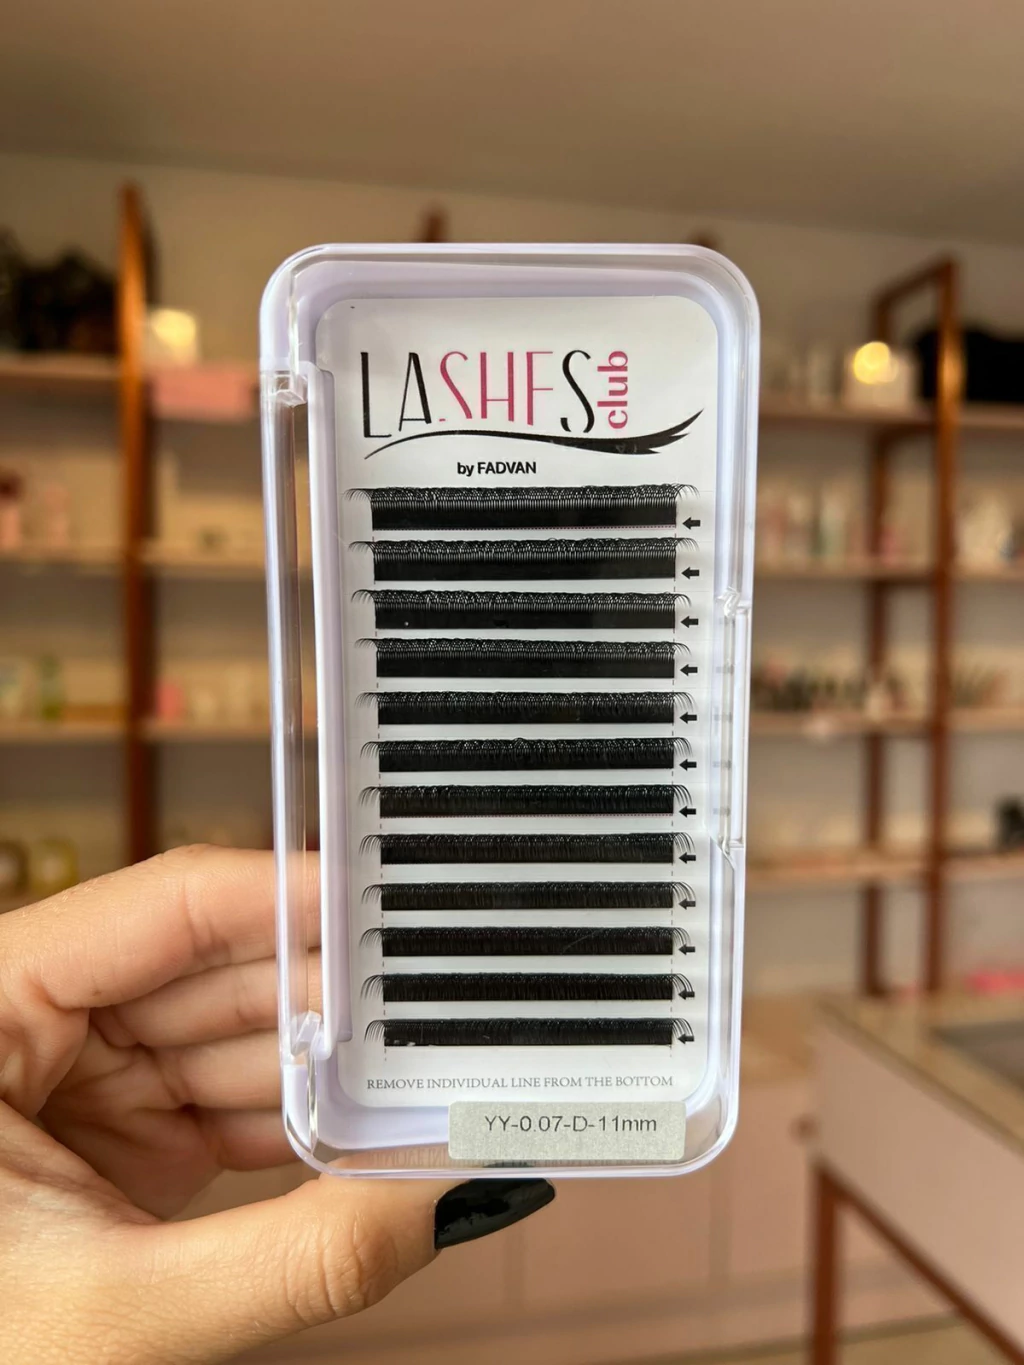 LASHES club
by FADVAN
REMOVE INDIVIDUAL LINE FROM THE BOTTOM
YY-0.07-D-11mm